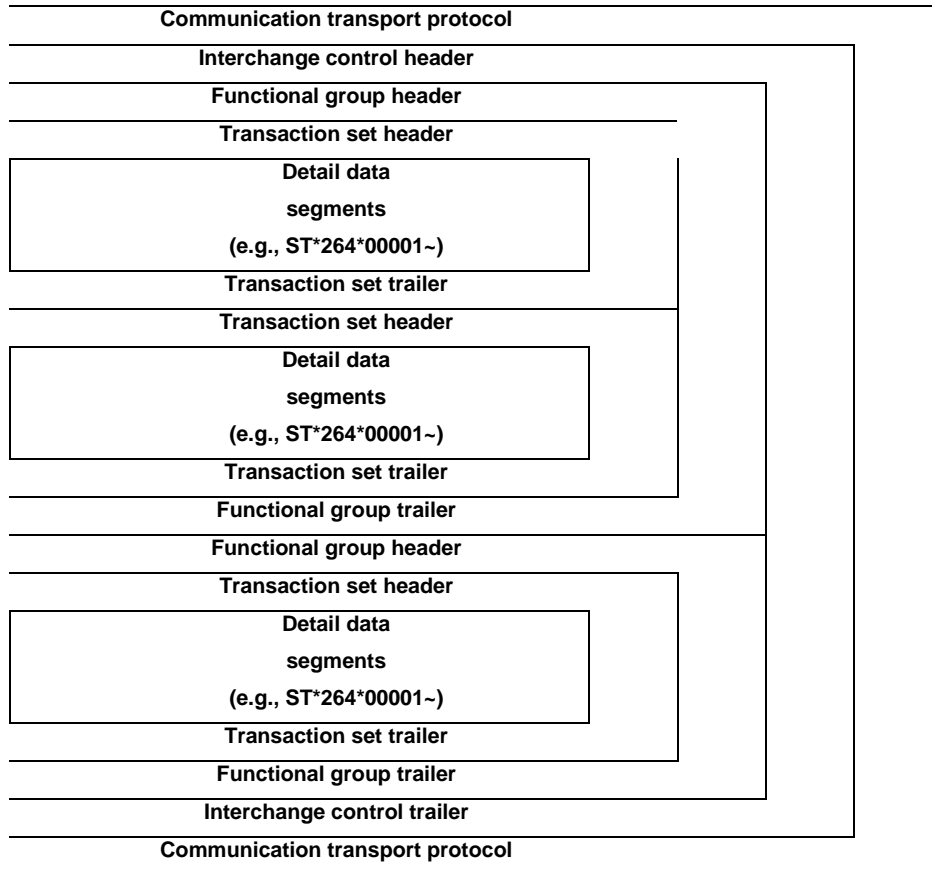 Communication transport protocol
Interchange control header
Functional group header
Transaction set header
Detail data
segments
(e.g., ST*264*00001~)
Transaction set trailer
Transaction set header
Detail data
segments
(e.g., ST*264*00001~)
Transaction set trailer
Functional group trailer
Functional group header
Transaction set header
Detail data
segments
(e.g., ST*264*00001~)
Transaction set trailer
Functional group trailer
Interchange control trailer
Communication transport protocol